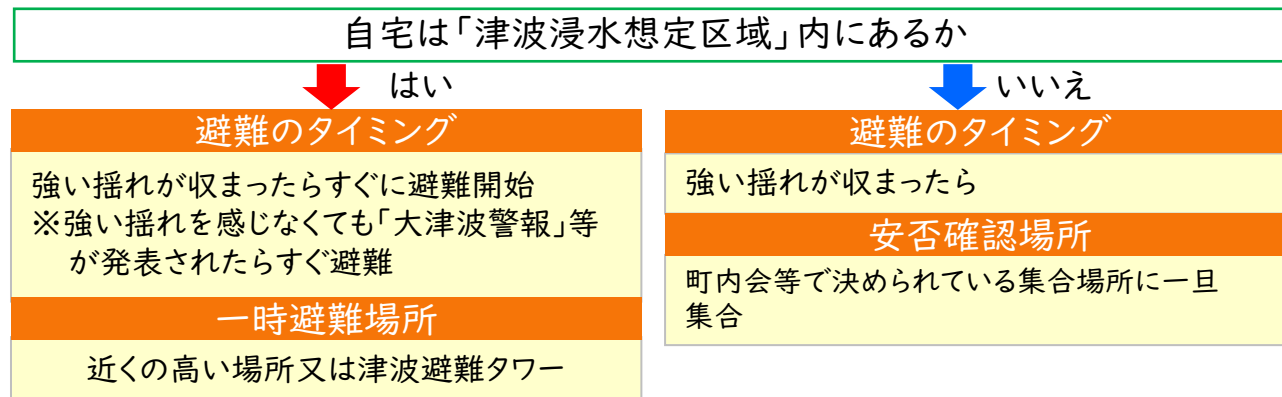 自宅は「津波浸水想定区域」内にあるか
はい
避難のタイミング
強い揺れが収まったらすぐに避難開始
※強い揺れを感じなくても「大津波警報」等
が発表されたらすぐ避難
一時避難場所
近くの高い場所又は津波避難タワー
いいえ
避難のタイミング
強い揺れが収まったら
安否確認場所
町内会等で決められている集合場所に一旦
集合